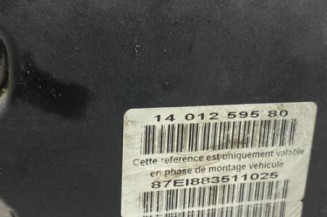 14 012 595 80
Cette reference est uniquement valable
en phase de montage vehicule
87EI883511025